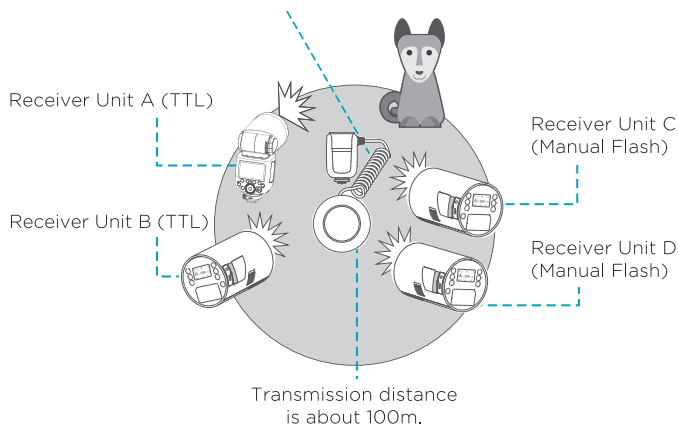 Receiver Unit A (TTL)
Receiver Unit B (TTL)
Receiver Unit C
(Manual Flash)
Receiver Unit D
(Manual Flash)
Transmission distance
is about 100m.